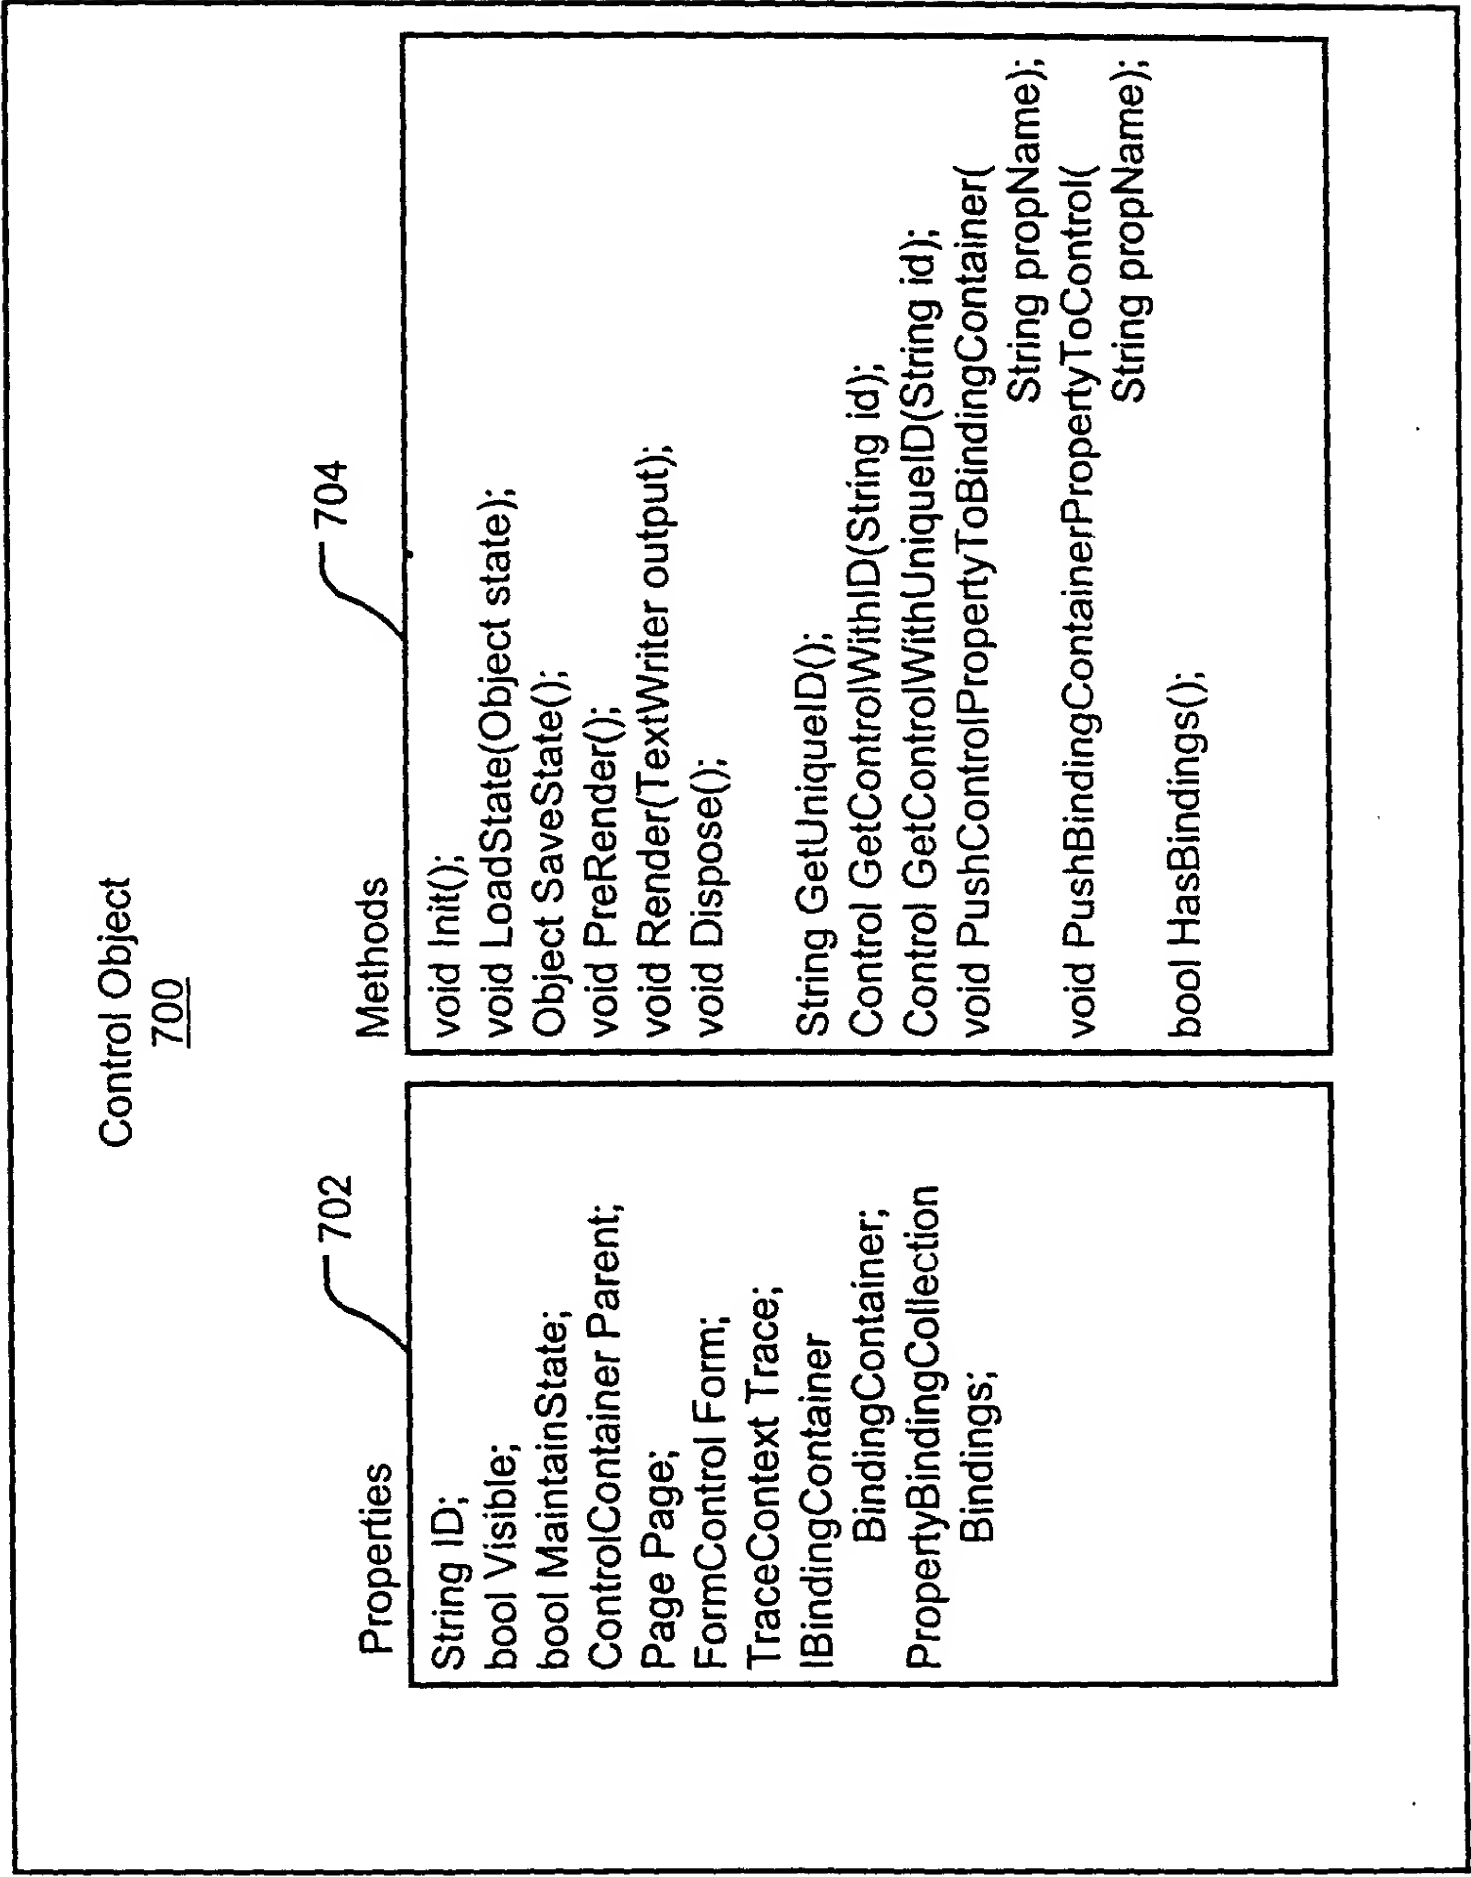 Control Object
700
702
Properties
String ID;
bool Visible;
bool MaintainState;
ControlContainer Parent;
Page Page;
FormControl Form;
TraceContext Trace;
IBindingContainer
BindingContainer;
PropertyBindingCollection
Bindings;
704
Methods
void Init();
void LoadState(Object state);
Object SaveState();
void PreRender();
void Render(TextWriter output);
void Dispose();
String GetUniqueID();
Control GetControlWithID(String id);
Control GetControlWithUniqueID(String id);
void PushControlPropertyToBindingContainer(
String propName);
void PushBindingContainerPropertyToControl(
String propName);
bool HasBindings();